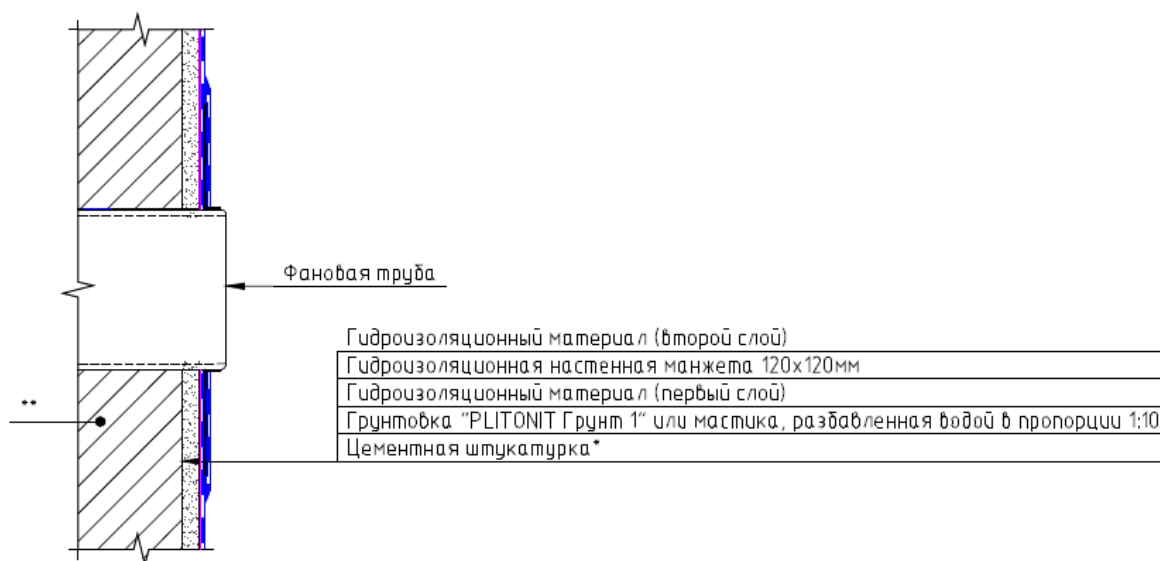 Фановая труба
Гидроизоляционный материал (второй слой)
Гидроизоляционная настенная манжета 120х120мм
Гидроизоляционный материал (первый слой)
Грунтовка "PLITONIT Грунт 1" или мастика, разбавленная водой в пропорции 1:10
**
Цементная штукатурка*